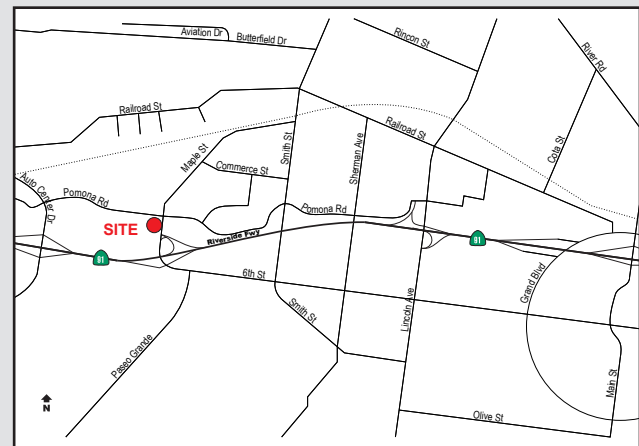 Aviation Dr
Butterfield Dr
Rincon St
River Rd
Railroad St
Railroad St
Maple St
Smith St
Sherman Ave
Cota St
Commerce St
Auto Center Dr
Pomona Rd
Pomona Rd
SITE
Riverside Fwy
91
91
6th St
Grand Blvd
Smith St
Lincoln Ave
Paseo Grande
Main St
N
Olive St